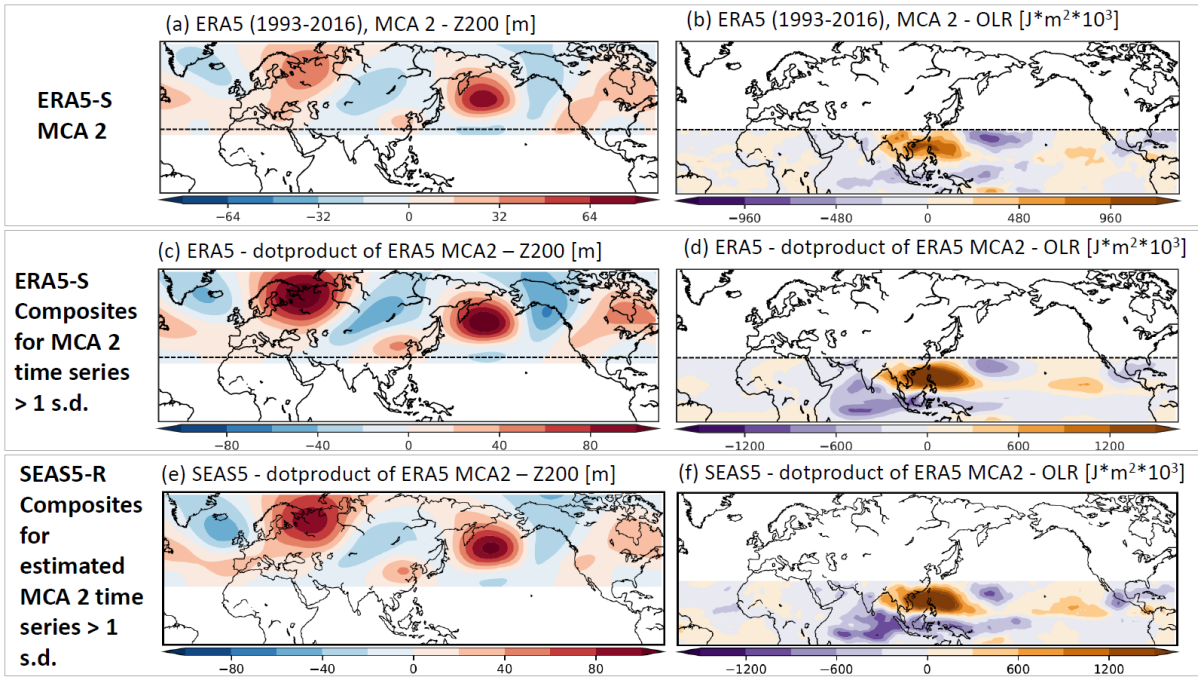 (a) ERA5 (1993-2016), MCA 2 - Z200 [m]
(b) ERA5 (1993-2016), MCA 2 - OLR [J*m²*10³]
ERA5-S
MCA 2
−64 −32 0 32 64
−960 −480 0 480 960
(c) ERA5 - dotproduct of ERA5 MCA2 – Z200 [m]
(d) ERA5 - dotproduct of ERA5 MCA2 - OLR [J*m²*10³]
ERA5-S
Composites
for MCA 2
time series
> 1 s.d.
−80 −40 0 40 80
−1200 −600 0 600 1200
(e) SEAS5 - dotproduct of ERA5 MCA2 – Z200 [m]
(f) SEAS5 - dotproduct of ERA5 MCA2 - OLR [J*m²*10³]
SEAS5-R
Composites
for
estimated
MCA 2 time
series > 1
s.d.
−80 −40 0 40 80
−1200 −600 0 600 1200